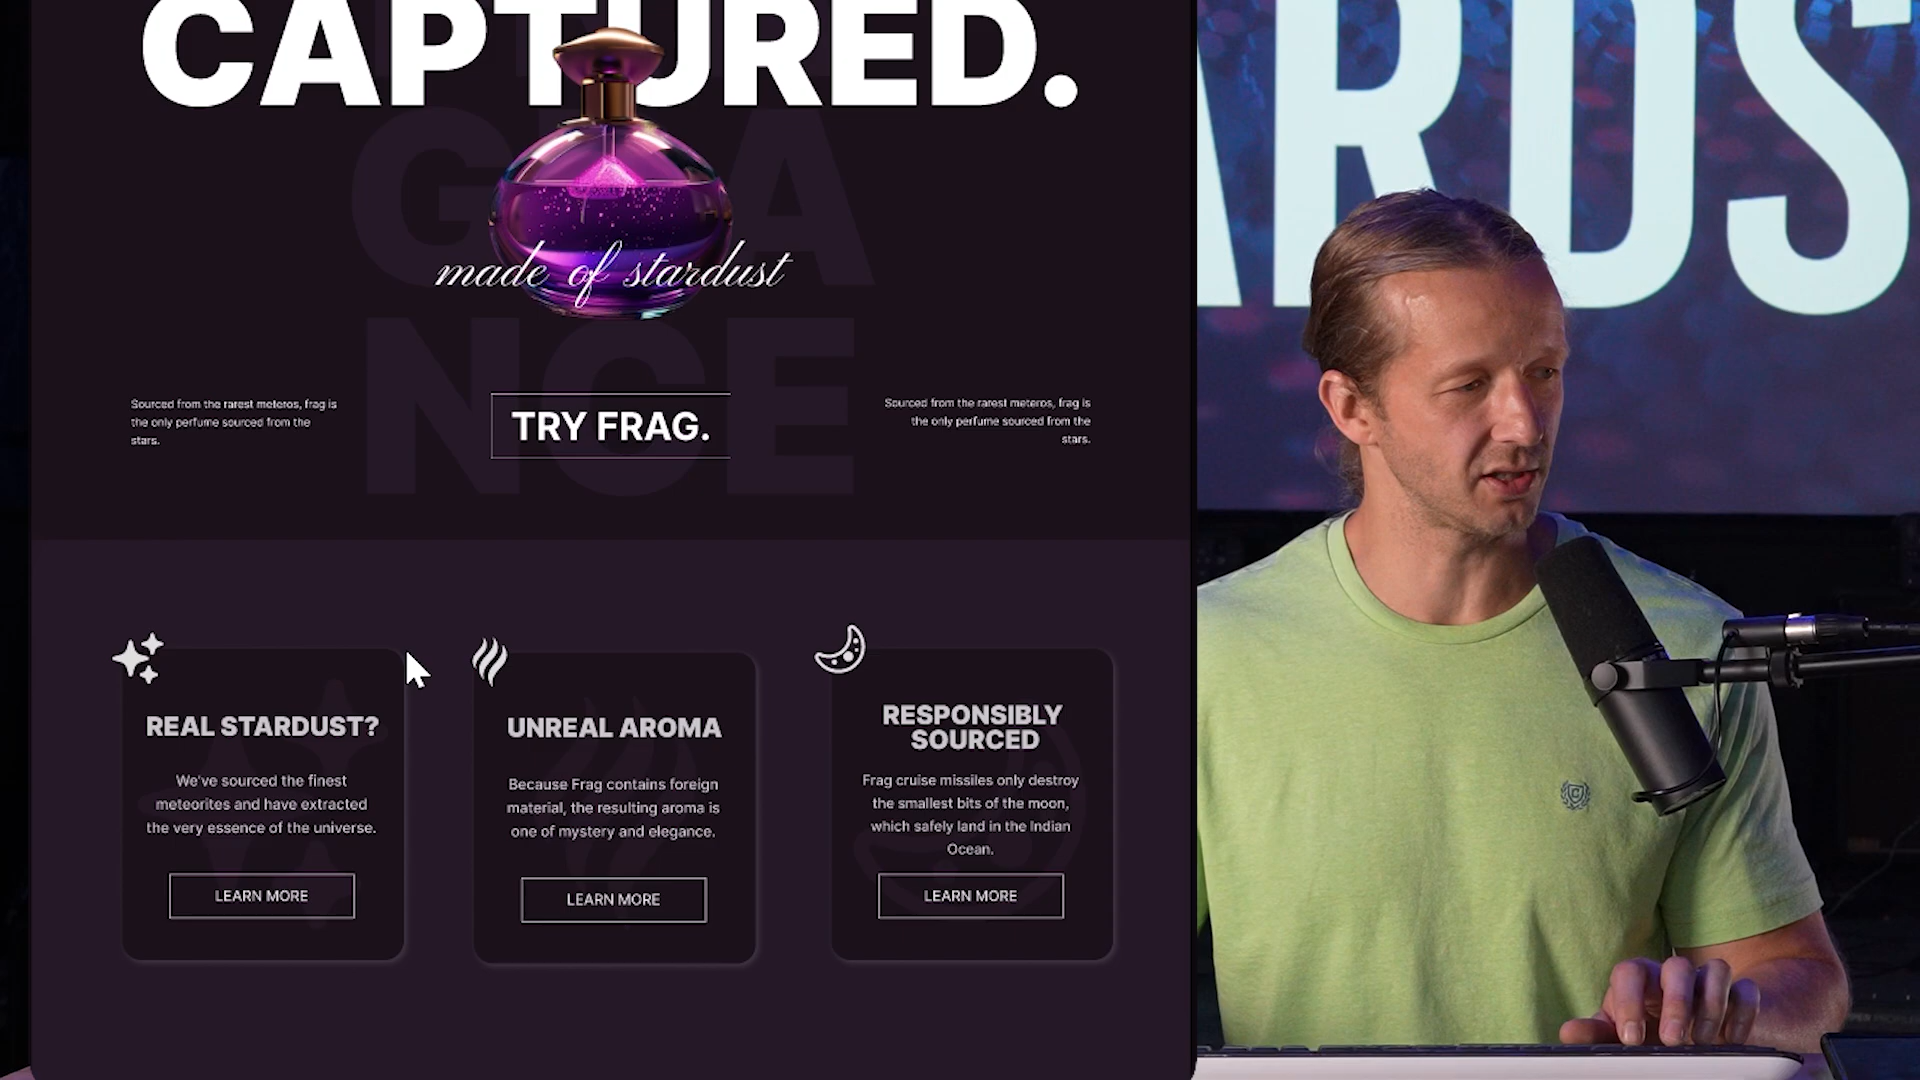 CAPTURED.
GRA
NCE
made of stardust
Sourced from the rarest meteros, frag is
the only perfume sourced from the
stars.
TRY FRAG.
Sourced from the rarest meteros, frag is
the only perfume sourced from the
stars.
REAL STARDUST?
We've sourced the finest
meteorites and have extracted
the very essence of the universe.
LEARN MORE
UNREAL AROMA
Because Frag contains foreign
material, the resulting aroma is
one of mystery and elegance.
LEARN MORE
RESPONSIBLY
SOURCED
Frag cruise missiles only destroy
the smallest bits of the moon,
which safely land in the Indian
Ocean.
LEARN MORE
ARDS